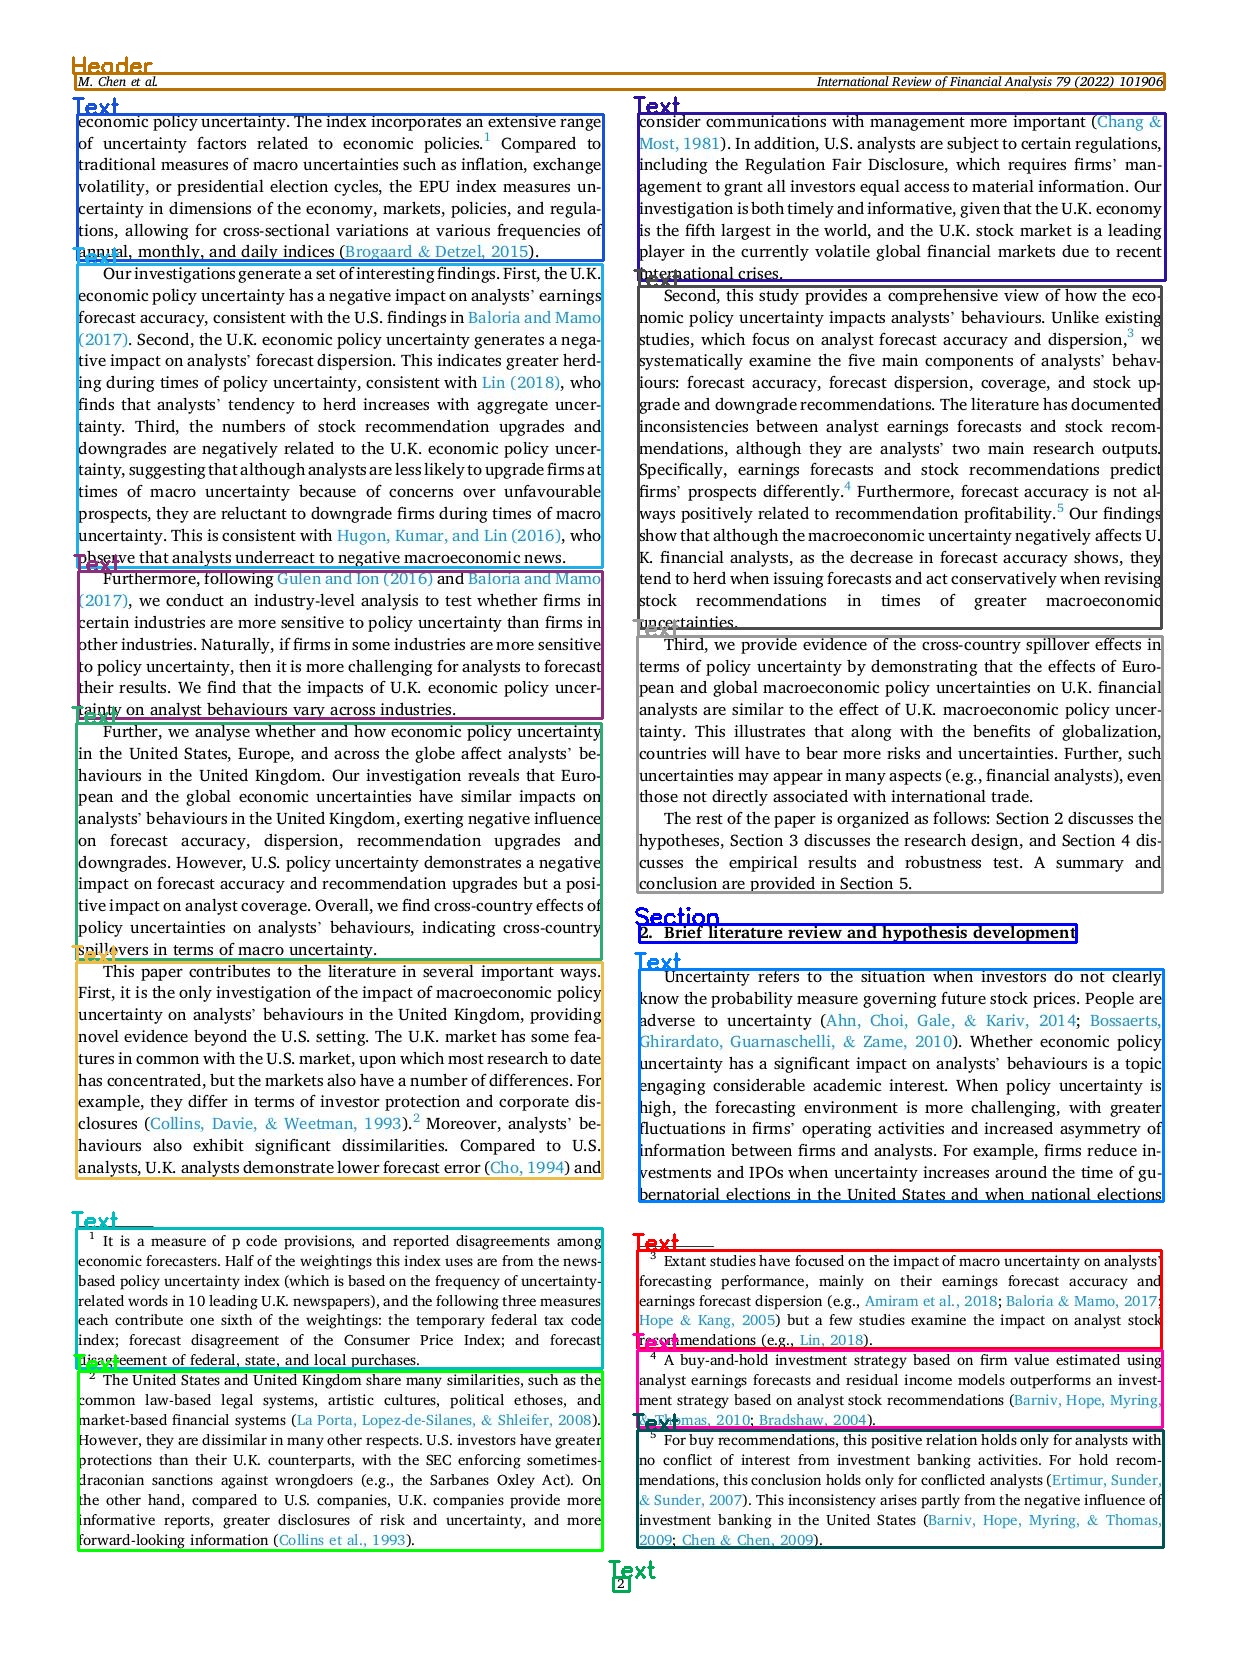 Header
M. Chen et al.
International Review of Financial Analysis 79 (2022) 101906
Text
economic policy uncertainty. The index incorporates an extensive range
of uncertainty factors related to economic policies.1 Compared to
traditional measures of macro uncertainties such as inflation, exchange
volatility, or presidential election cycles, the EPU index measures un-
certainty in dimensions of the economy, markets, policies, and regula-
tions, allowing for cross-sectional variations at various frequencies of
annual, monthly, and daily indices (Brogaard & Detzel, 2015).
Text
Our investigations generate a set of interesting findings. First, the U.K.
economic policy uncertainty has a negative impact on analysts' earnings
forecast accuracy, consistent with the U.S. findings in Baloria and Mamo
(2017). Second, the U.K. economic policy uncertainty generates a nega-
tive impact on analysts' forecast dispersion. This indicates greater herd-
ing during times of policy uncertainty, consistent with Lin (2018), who
finds that analysts' tendency to herd increases with aggregate uncer-
tainty. Third, the numbers of stock recommendation upgrades and
downgrades are negatively related to the U.K. economic policy uncer-
tainty, suggesting that although analysts are less likely to upgrade firms at
times of macro uncertainty because of concerns over unfavourable
prospects, they are reluctant to downgrade firms during times of macro
uncertainty. This is consistent with Hugon, Kumar, and Lin (2016), who
observe that analysts underreact to negative macroeconomic news.
Text
Furthermore, following Gulen and Ion (2016) and Baloria and Mamo
(2017), we conduct an industry-level analysis to test whether firms in
certain industries are more sensitive to policy uncertainty than firms in
other industries. Naturally, if firms in some industries are more sensitive
to policy uncertainty, then it is more challenging for analysts to forecast
their results. We find that the impacts of U.K. economic policy uncer-
tainty on analyst behaviours vary across industries.
Text
Further, we analyse whether and how economic policy uncertainty
in the United States, Europe, and across the globe affect analysts' be-
haviours in the United Kingdom. Our investigation reveals that Euro-
pean and the global economic uncertainties have similar impacts on
analysts' behaviours in the United Kingdom, exerting negative influence
on forecast accuracy, dispersion, recommendation upgrades and
downgrades. However, U.S. policy uncertainty demonstrates a negative
impact on forecast accuracy and recommendation upgrades but a posi-
tive impact on analyst coverage. Overall, we find cross-country effects of
policy uncertainties on analysts' behaviours, indicating cross-country
spillovers in terms of macro uncertainty.
Text
This paper contributes to the literature in several important ways.
First, it is the only investigation of the impact of macroeconomic policy
uncertainty on analysts' behaviours in the United Kingdom, providing
novel evidence beyond the U.S. setting. The U.K. market has some fea-
tures in common with the U.S. market, upon which most research to date
has concentrated, but the markets also have a number of differences. For
example, they differ in terms of investor protection and corporate dis-
closures (Collins, Davie, & Weetman, 1993).2 Moreover, analysts' be-
haviours also exhibit significant dissimilarities. Compared to U.S.
analysts, U.K. analysts demonstrate lower forecast error (Cho, 1994) and
Text
1 It is a measure of p code provisions, and reported disagreements among
economic forecasters. Half of the weightings this index uses are from the news-
based policy uncertainty index (which is based on the frequency of uncertainty-
related words in 10 leading U.K. newspapers), and the following three measures
each contribute one sixth of the weightings: the temporary federal tax code
index; forecast disagreement of the Consumer Price Index; and forecast
disagreement of federal, state, and local purchases.
Text
2 The United States and United Kingdom share many similarities, such as the
common law-based legal systems, artistic cultures, political ethoses, and
market-based financial systems (La Porta, Lopez-de-Silanes, & Shleifer, 2008).
However, they are dissimilar in many other respects. U.S. investors have greater
protections than their U.K. counterparts, with the SEC enforcing sometimes-
draconian sanctions against wrongdoers (e.g., the Sarbanes Oxley Act). On
the other hand, compared to U.S. companies, U.K. companies provide more
informative reports, greater disclosures of risk and uncertainty, and more
forward-looking information (Collins et al., 1993).
Text
consider communications with management more important (Chang &
Most, 1981). In addition, U.S. analysts are subject to certain regulations,
including the Regulation Fair Disclosure, which requires firms' man-
agement to grant all investors equal access to material information. Our
investigation is both timely and informative, given that the U.K. economy
is the fifth largest in the world, and the U.K. stock market is a leading
player in the currently volatile global financial markets due to recent
international crises.
Text
Second, this study provides a comprehensive view of how the eco-
nomic policy uncertainty impacts analysts' behaviours. Unlike existing
studies, which focus on analyst forecast accuracy and dispersion,3 we
systematically examine the five main components of analysts' behav-
iours: forecast accuracy, forecast dispersion, coverage, and stock up-
grade and downgrade recommendations. The literature has documented
inconsistencies between analyst earnings forecasts and stock recom-
mendations, although they are analysts' two main research outputs.
Specifically, earnings forecasts and stock recommendations predict
firms' prospects differently.4 Furthermore, forecast accuracy is not al-
ways positively related to recommendation profitability.5 Our findings
show that although the macroeconomic uncertainty negatively affects U.
K. financial analysts, as the decrease in forecast accuracy shows, they
tend to herd when issuing forecasts and act conservatively when revising
stock recommendations in times of greater macroeconomic
uncertainties.
Text
Third, we provide evidence of the cross-country spillover effects in
terms of policy uncertainty by demonstrating that the effects of Euro-
pean and global macroeconomic policy uncertainties on U.K. financial
analysts are similar to the effect of U.K. macroeconomic policy uncer-
tainty. This illustrates that along with the benefits of globalization,
countries will have to bear more risks and uncertainties. Further, such
uncertainties may appear in many aspects (e.g., financial analysts), even
those not directly associated with international trade.
The rest of the paper is organized as follows: Section 2 discusses the
hypotheses, Section 3 discusses the research design, and Section 4 dis-
cusses the empirical results and robustness test. A summary and
conclusion are provided in Section 5.
Section
2. Brief literature review and hypothesis development
Text
Uncertainty refers to the situation when investors do not clearly
know the probability measure governing future stock prices. People are
adverse to uncertainty (Ahn, Choi, Gale, & Kariv, 2014; Bossaerts,
Ghirardato, Guarnaschelli, & Zame, 2010). Whether economic policy
uncertainty has a significant impact on analysts' behaviours is a topic
engaging considerable academic interest. When policy uncertainty is
high, the forecasting environment is more challenging, with greater
fluctuations in firms' operating activities and increased asymmetry of
information between firms and analysts. For example, firms reduce in-
vestments and IPOs when uncertainty increases around the time of gu-
bernatorial elections in the United States and when national elections
Text
3 Extant studies have focused on the impact of macro uncertainty on analysts'
forecasting performance, mainly on their earnings forecast accuracy and
earnings forecast dispersion (e.g., Amiram et al., 2018; Baloria & Mamo, 2017;
Hope & Kang, 2005) but a few studies examine the impact on analyst stock
recommendations (e.g., Lin, 2018).
Text
4 A buy-and-hold investment strategy based on firm value estimated using
analyst earnings forecasts and residual income models outperforms an invest-
ment strategy based on analyst stock recommendations (Barniv, Hope, Myring,
& Thomas, 2010; Bradshaw, 2004).
Text
5 For buy recommendations, this positive relation holds only for analysts with
no conflict of interest from investment banking activities. For hold recom-
mendations, this conclusion holds only for conflicted analysts (Ertimur, Sunder,
& Sunder, 2007). This inconsistency arises partly from the negative influence of
investment banking in the United States (Barniv, Hope, Myring, & Thomas,
2009; Chen & Chen, 2009).
Text
2